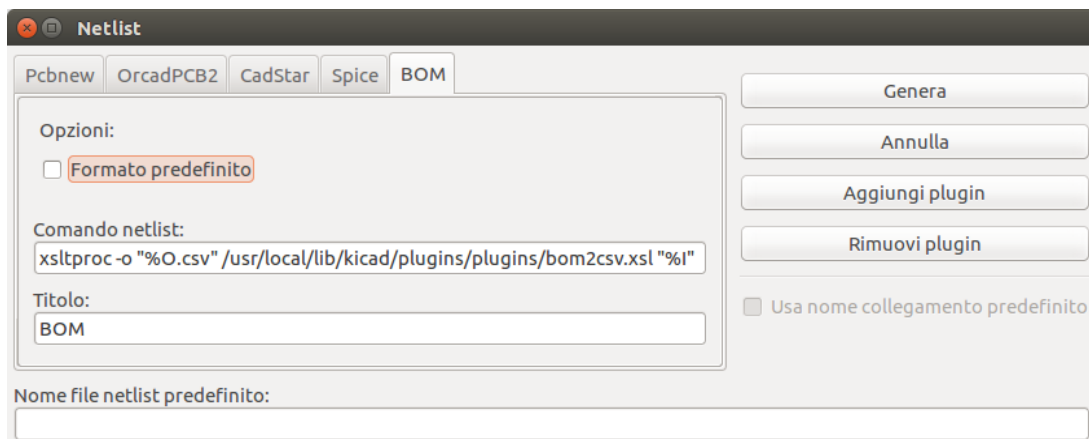 Netlist
Pcbnew OrcadPCB2 CadStar Spice BOM
Genera
Opzioni:
Annulla
Formato predefinito
Aggiungi plugin
Comando netlist:
Rimuovi plugin
xsltproc -o "%O.csv" /usr/local/lib/kicad/plugins/plugins/bom2csv.xsl "%I"
Titolo:
Usa nome collegamento predefinito
BOM
Nome file netlist predefinito: